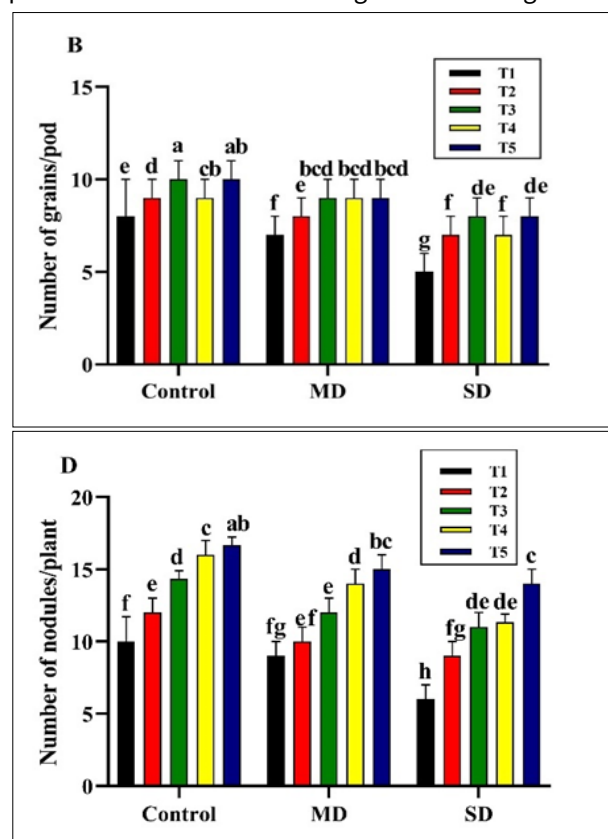 B
T1
T2
T3
T4
T5
Number of grains/pod
15
10
5
0
e d a cb ab
f e bcd bcd bcd
g f de f de
Control MD SD
D
T1
T2
T3
T4
T5
Number of nodules/plant
20
15
10
5
0
f e d c ab
fg ef e d bc
h fg de de c
Control MD SD